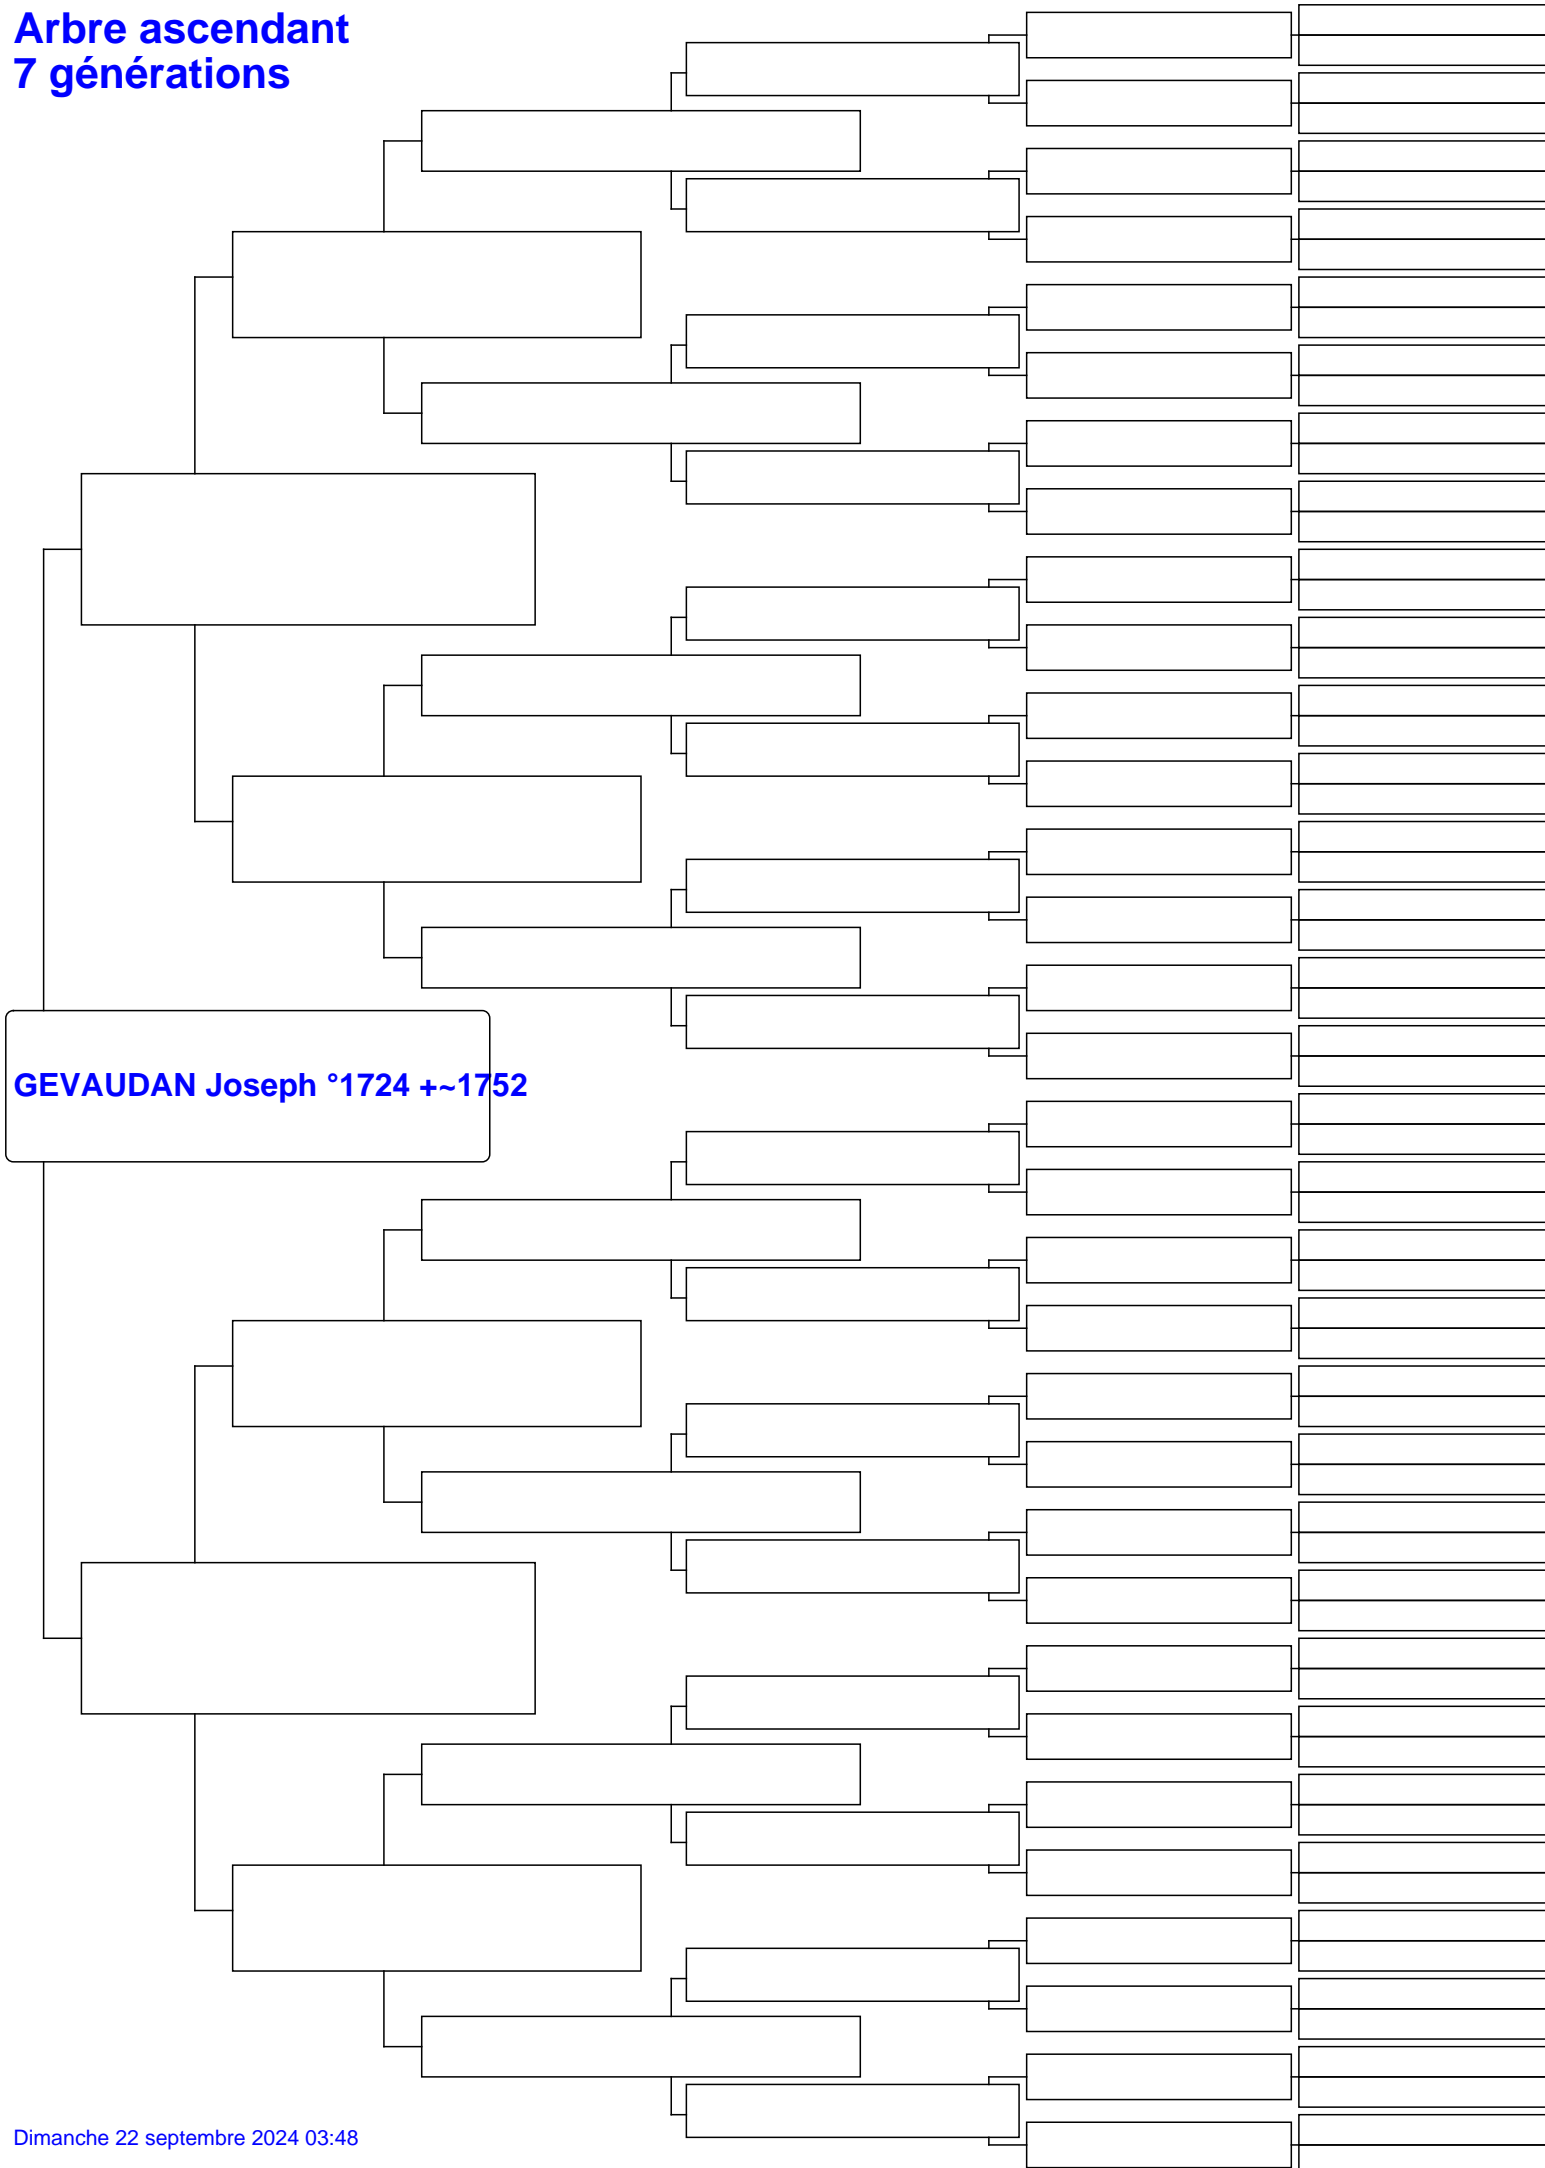 Arbre ascendant
7 générations
GEVAUDAN Joseph °1724 +~1752
Dimanche 22 septembre 2024 03:48